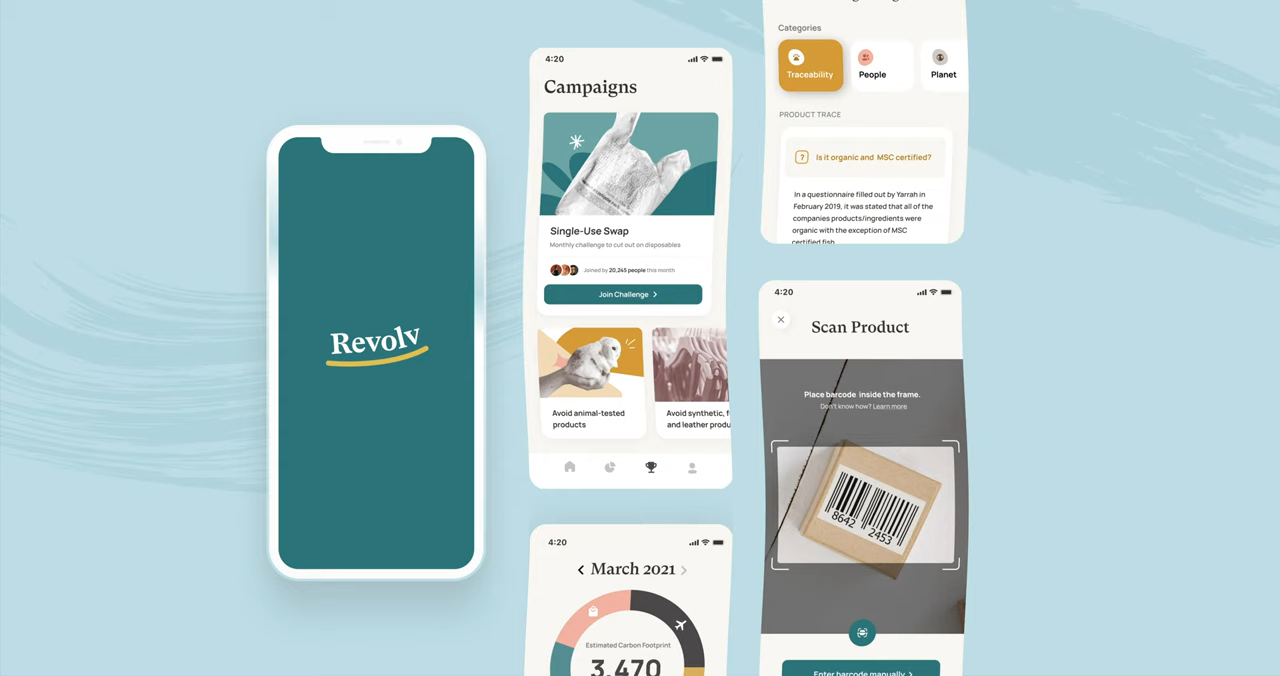 Revolv
4:20
Campaigns
Single-Use Swap
Monthly challenge to cut out on disposables
Joined by 20,245 people this month
Join Challenge
Avoid animal-tested
products
Avoid synthetic, f
and leather produ
4:20
March 2021
Estimated Carbon Footprint
3,470
Categories
Traceability
People
Planet
PRODUCT TRACE
? Is it organic and MSC certified?
In a questionnaire filled out by Yarrah in
February 2019, it was stated that all of the
companies products/ingredients were
organic with the exception of MSC
certified fish
4:20
Scan Product
Place barcode inside the frame.
Don't know how? Learn more
8642 2453
Enter barcode manually